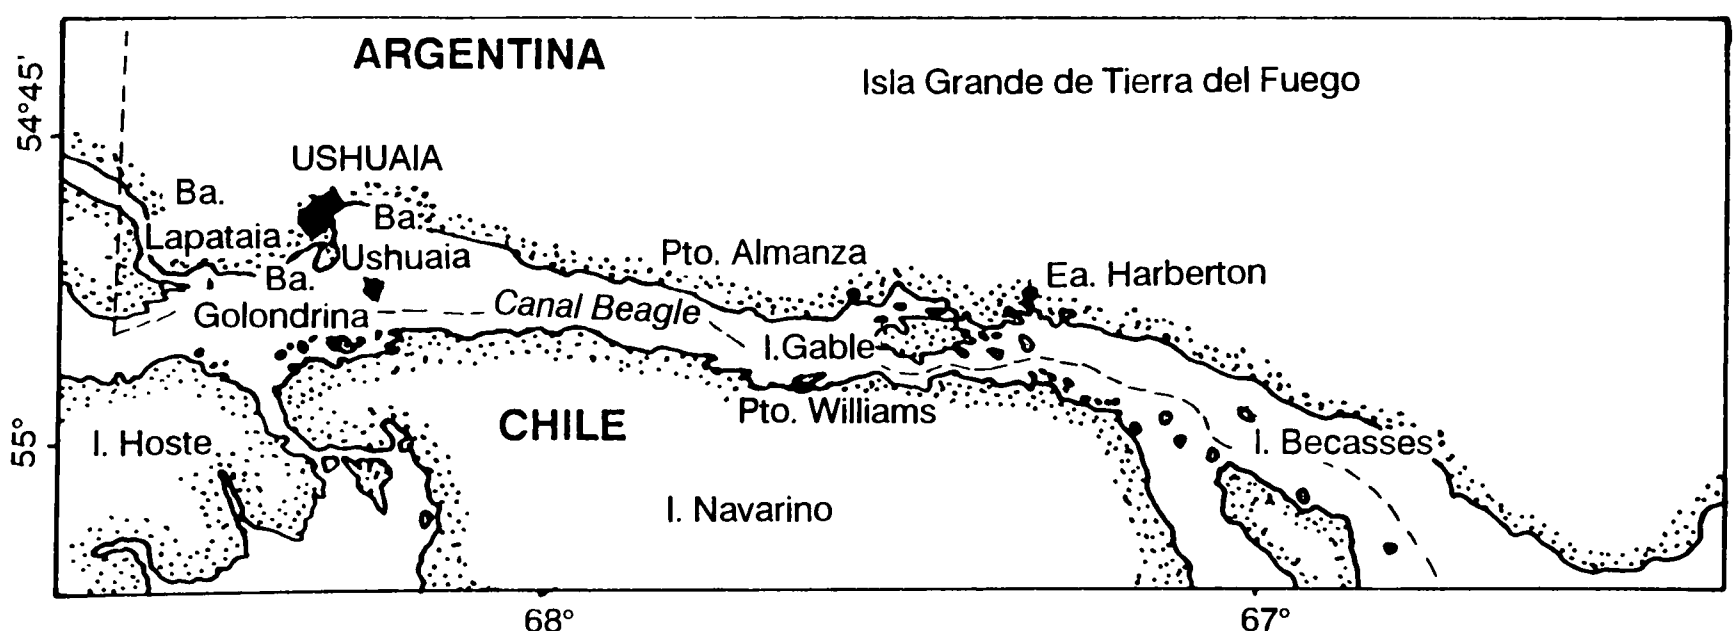 ARGENTINA
Isla Grande de Tierra del Fuego
54°45'
USHUAIA
Ba.
Lapataia
Ba.
Ushuaia
Ba.
Golondrina
Pto. Almanza
Ea. Harberton
Canal Beagle
I.Gable
Pto. Williams
CHILE
I. Hoste
55°
I. Becasses
I. Navarino
68°
67°